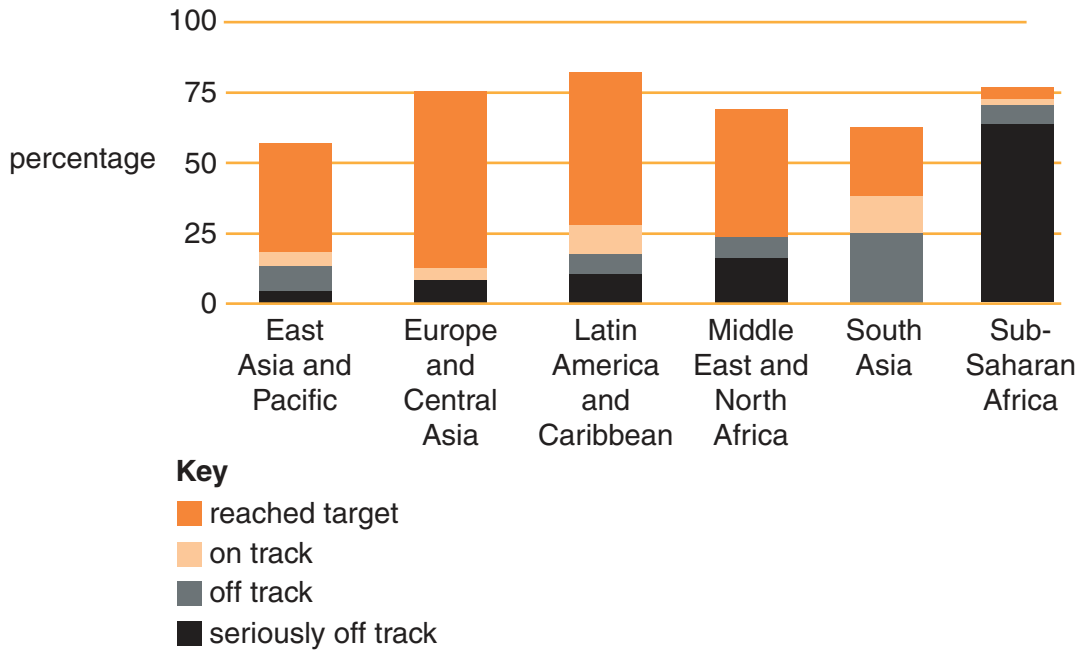 100
75
percentage
50
25
0
East
Asia and
Pacific
Europe
and
Central
Asia
Latin
America
and
Caribbean
Middle
East and
North
Africa
South
Asia
Sub-
Saharan
Africa
Key
reached target
on track
off track
seriously off track